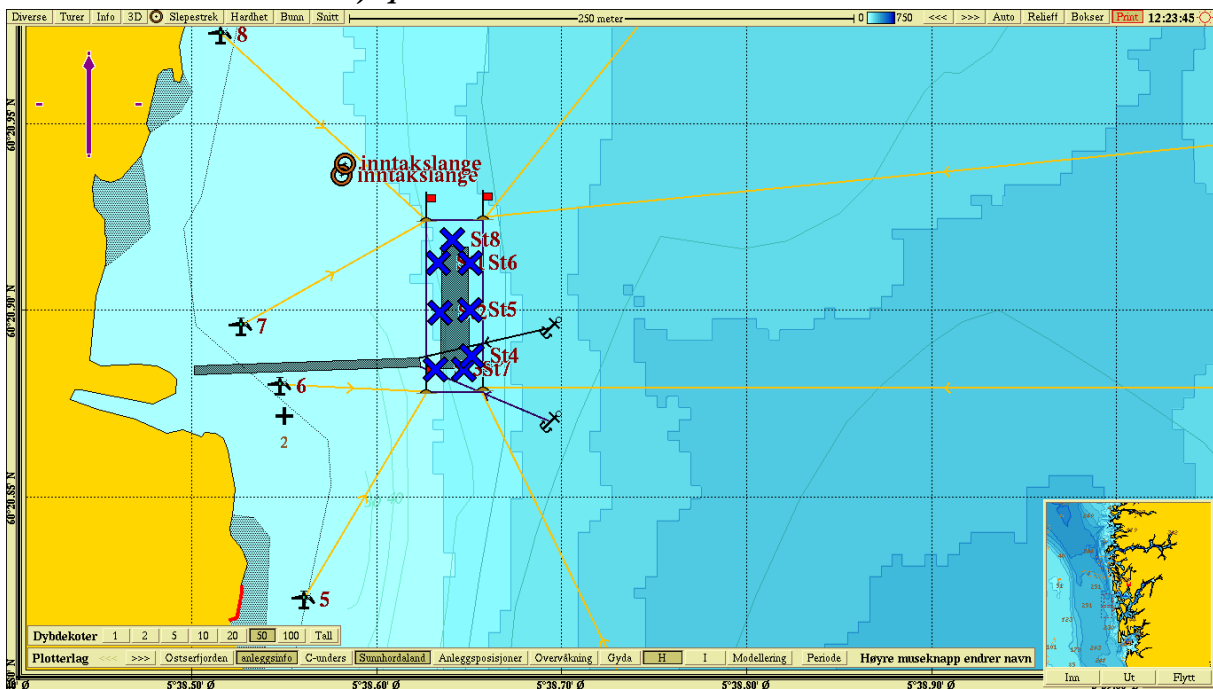 Diverse Turer Info 3D Slepestrek Hardhet Bunn Snitt 250 meter 0 750 <<< >>> Auto Relieff Bokser Print 12:23:45
8
60°20.95' N
inntakslange
inntakslange
St8
St6
St5
60°20.90' N
7
St4
St7
6
2
60°20.85' N
5
Dybdekoter 1 2 5 10 20 50 100 Tall
Plotterlag <<< >>> Ostserfjorden anleggsinfo C-unders Sunnhordaland Anleggsposisjoner Overvåkning Gyda H I Modellering Periode Høyre museknapp endrer navn
Inn Ut Flytt
5°38.50' Ø 5°38.60' Ø 5°38.70' Ø 5°38.80' Ø 5°38.90' Ø